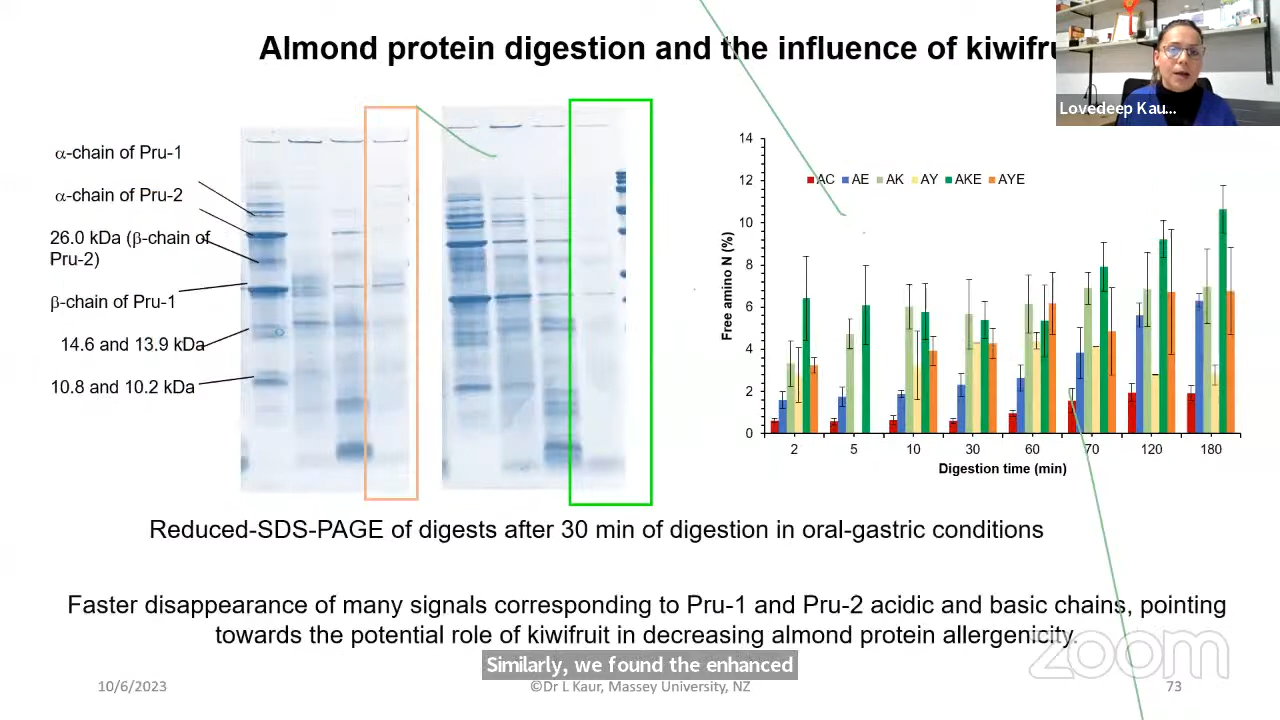 Almond protein digestion and the influence of kiwifru
Lovedeep Kau...
α-chain of Pru-1
α-chain of Pru-2
26.0 kDa (β-chain of
Pru-2)
β-chain of Pru-1
14.6 and 13.9 kDa
10.8 and 10.2 kDa
14
12
10
8
6
4
2
0
Free amino N (%)
AC AE AK AY AKE AYE
2 5 10 30 60 70 120 180
Digestion time (min)
Reduced-SDS-PAGE of digests after 30 min of digestion in oral-gastric conditions
Faster disappearance of many signals corresponding to Pru-1 and Pru-2 acidic and basic chains, pointing
towards the potential role of kiwifruit in decreasing almond protein allergenicity.
Similarly, we found the enhanced
zoom
10/6/2023 ©Dr L Kaur, Massey University, NZ 73